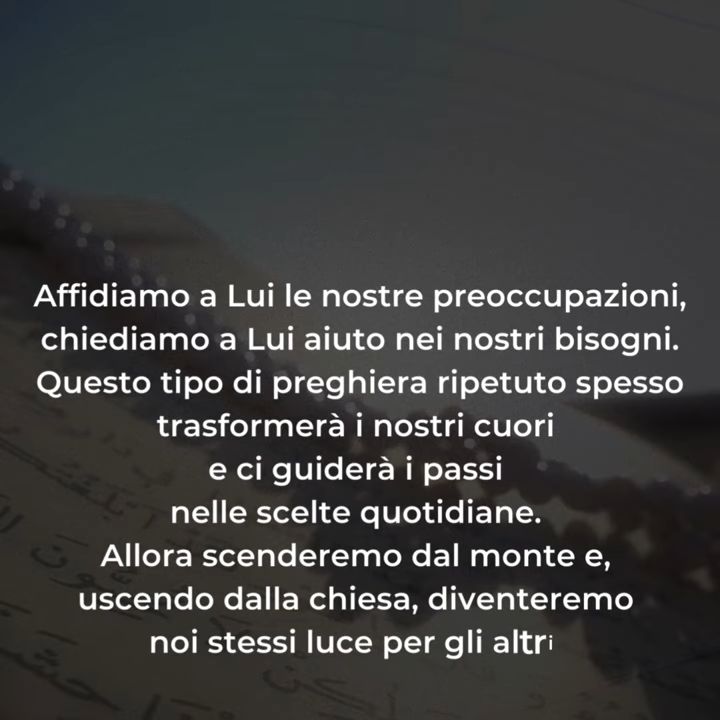 Affidiamo a Lui le nostre preoccupazioni,
chiediamo a Lui aiuto nei nostri bisogni.
Questo tipo di preghiera ripetuto spesso
trasformerà i nostri cuori
e ci guiderà i passi
nelle scelte quotidiane.
Allora scenderemo dal monte e,
uscendo dalla chiesa, diventeremo
noi stessi luce per gli altri